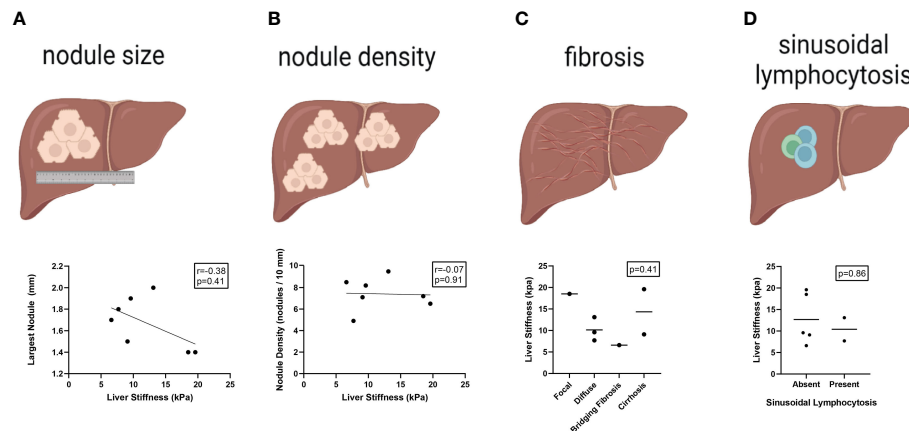 A
nodule size
2.2
2.0
1.8
1.6
1.4
1.2
Largest Nodule (mm)
r=-0.38
p=0.41
0 5 10 15 20 25
Liver Stiffness (kPa)
B
nodule density
10
8
6
4
2
0
Nodule Density (nodules / 10 mm)
r=-0.07
p=0.91
0 5 10 15 20 25
Liver Stiffness (kPa)
C
fibrosis
25
20
15
10
5
0
Liver Stiffness (kpa)
p=0.41
Focal
Diffuse
Bridging Fibrosis
Cirrhosis
D
sinusoidal
lymphocytosis
25
20
15
10
5
0
Liver Stiffness (kpa)
p=0.86
Absent Present
Sinusoidal Lymphocytosis